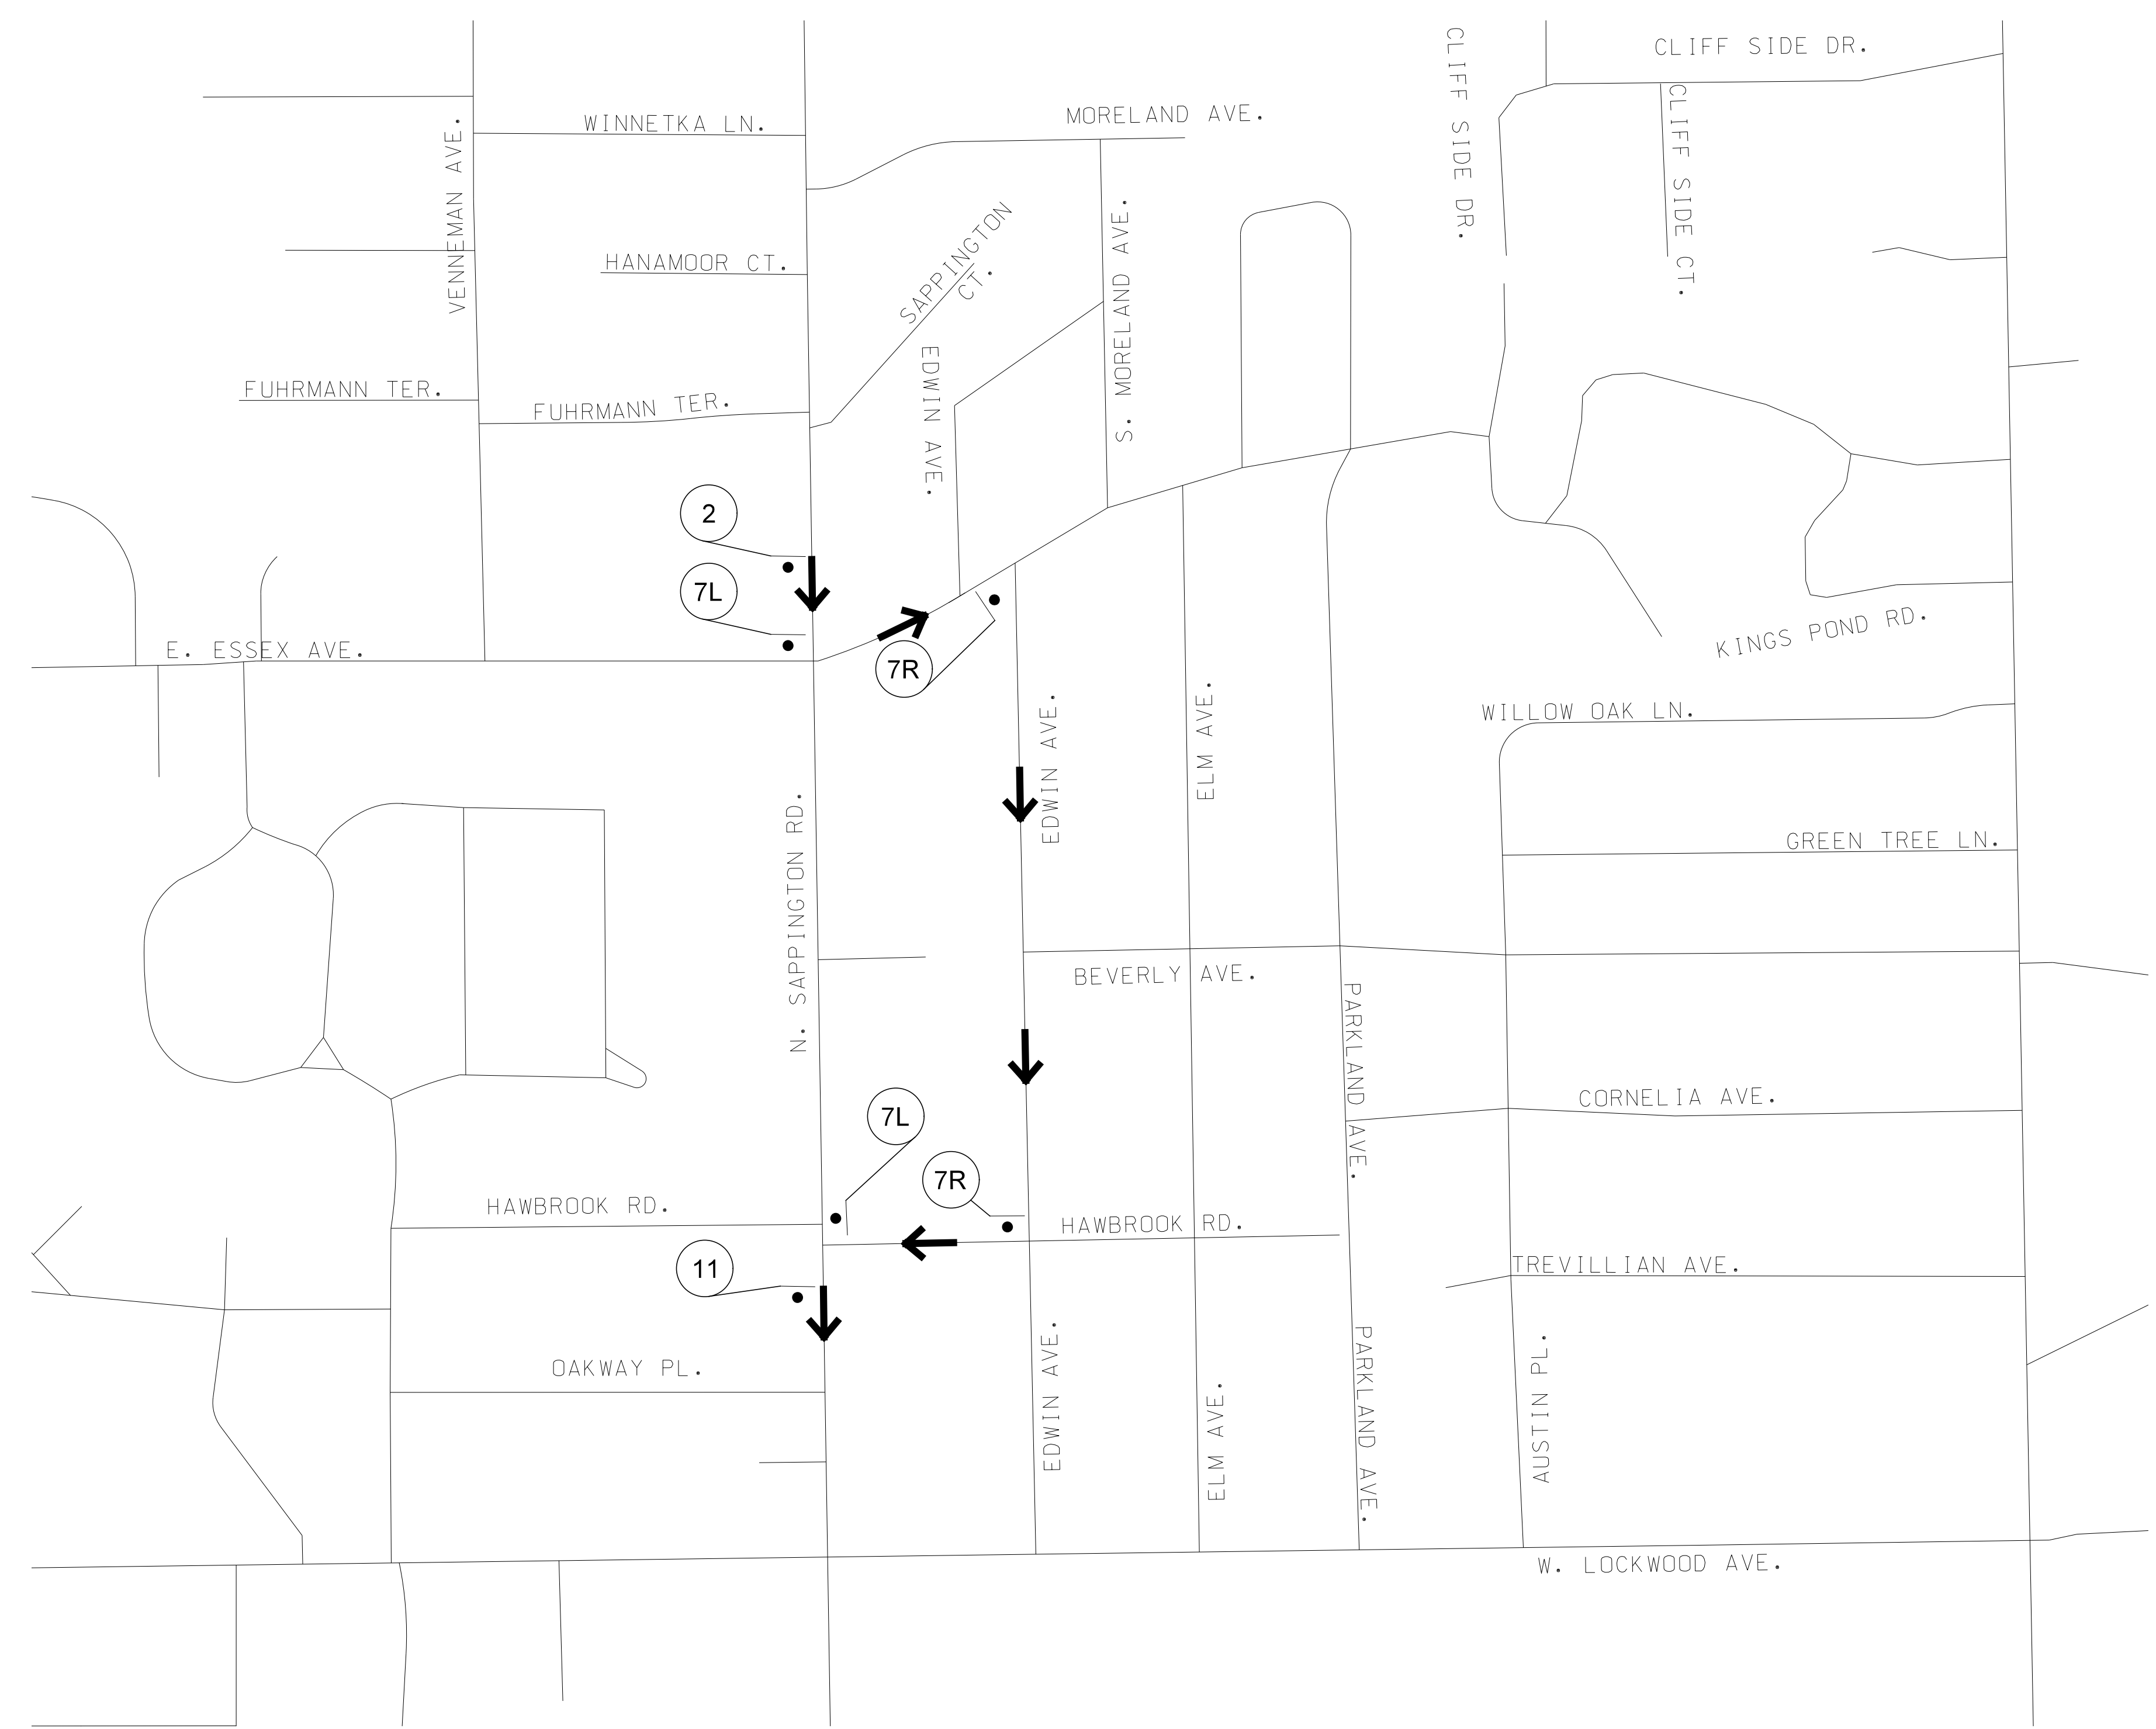 CLIFF SIDE DR.
CLIFF SIDE DR.
CLIFF SIDE CT.
MORELAND AVE.
WINNETKA LN.
VENNEMAN AVE.
HANAMOOR CT.
SAPPINGTON
CT.
S. MORELAND AVE.
EDWIN AVE.
FUHRMANN TER.
FUHRMANN TER.
2
7L
7R
E. ESSEX AVE.
KINGS POND RD.
WILLOW OAK LN.
EDWIN AVE.
ELM AVE.
N. SAPPINGTON RD.
GREEN TREE LN.
BEVERLY AVE.
PARKLAND AVE.
CORNELIA AVE.
7L
7R
HAWBROOK RD.
HAWBROOK RD.
11
TREVILLIAN AVE.
OAKWAY PL.
EDWIN AVE.
ELM AVE.
PARKLAND AVE.
AUSTIN PL.
W. LOCKWOOD AVE.